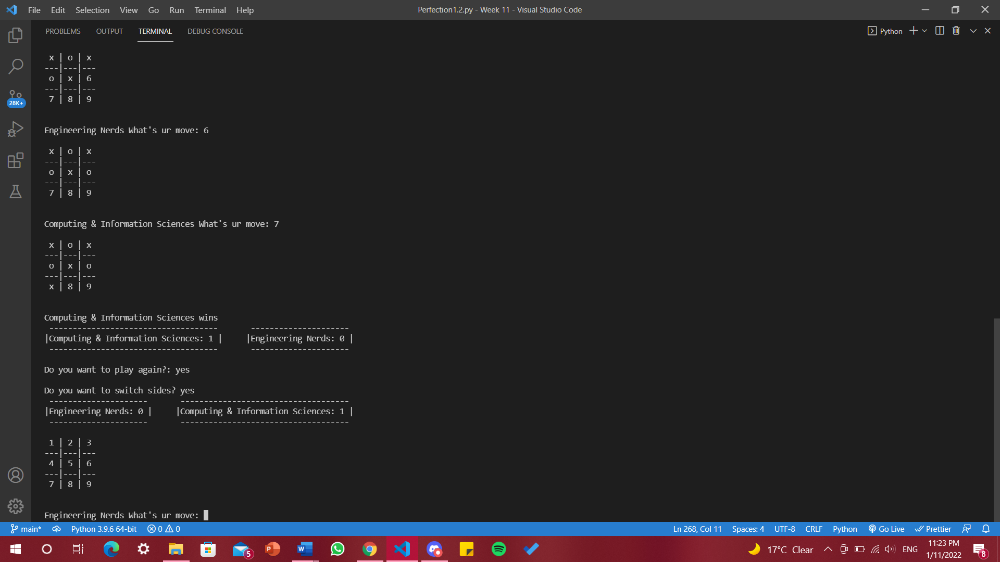 File Edit Selection View Go Run Terminal Help
Perfection1.2.py - Week 11 - Visual Studio Code
PROBLEMS OUTPUT TERMINAL DEBUG CONSOLE
Python
28K+
x | o | x
---|---|---
o | x | 6
---|---|---
7 | 8 | 9
Engineering Nerds What's ur move: 6
x | o | x
---|---|---
o | x | o
---|---|---
7 | 8 | 9
Computing & Information Sciences What's ur move: 7
x | o | x
---|---|---
o | x | o
---|---|---
x | 8 | 9
Computing & Information Sciences wins
------------------------------------ ---------------------
|Computing & Information Sciences: 1 | |Engineering Nerds: 0 |
------------------------------------ ---------------------
Do you want to play again?: yes
Do you want to switch sides? yes
--------------------- ------------------------------------
|Engineering Nerds: 0 | |Computing & Information Sciences: 1 |
--------------------- ------------------------------------
1 | 2 | 3
---|---|---
4 | 5 | 6
---|---|---
7 | 8 | 9
Engineering Nerds What's ur move:
main* Python 3.9.6 64-bit 0 0 Ln 268, Col 11 Spaces: 4 UTF-8 CRLF Python Go Live Prettier
5 17°C Clear ENG 11:23 PM
1/11/2022 8